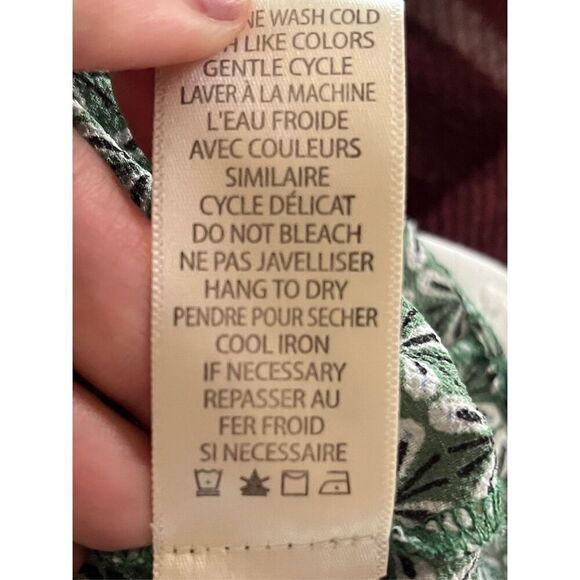 WASH COLD
LIKE COLORS
GENTLE CYCLE
LAVER À LA MACHINE
L'EAU FROIDE
AVEC COULEURS
SIMILAIRE
CYCLE DÉLICAT
DO NOT BLEACH
NE PAS JAVELLISER
HANG TO DRY
PENDRE POUR SECHER
COOL IRON
IF NECESSARY
REPASSER AU
FER FROID
SI NECESSAIRE